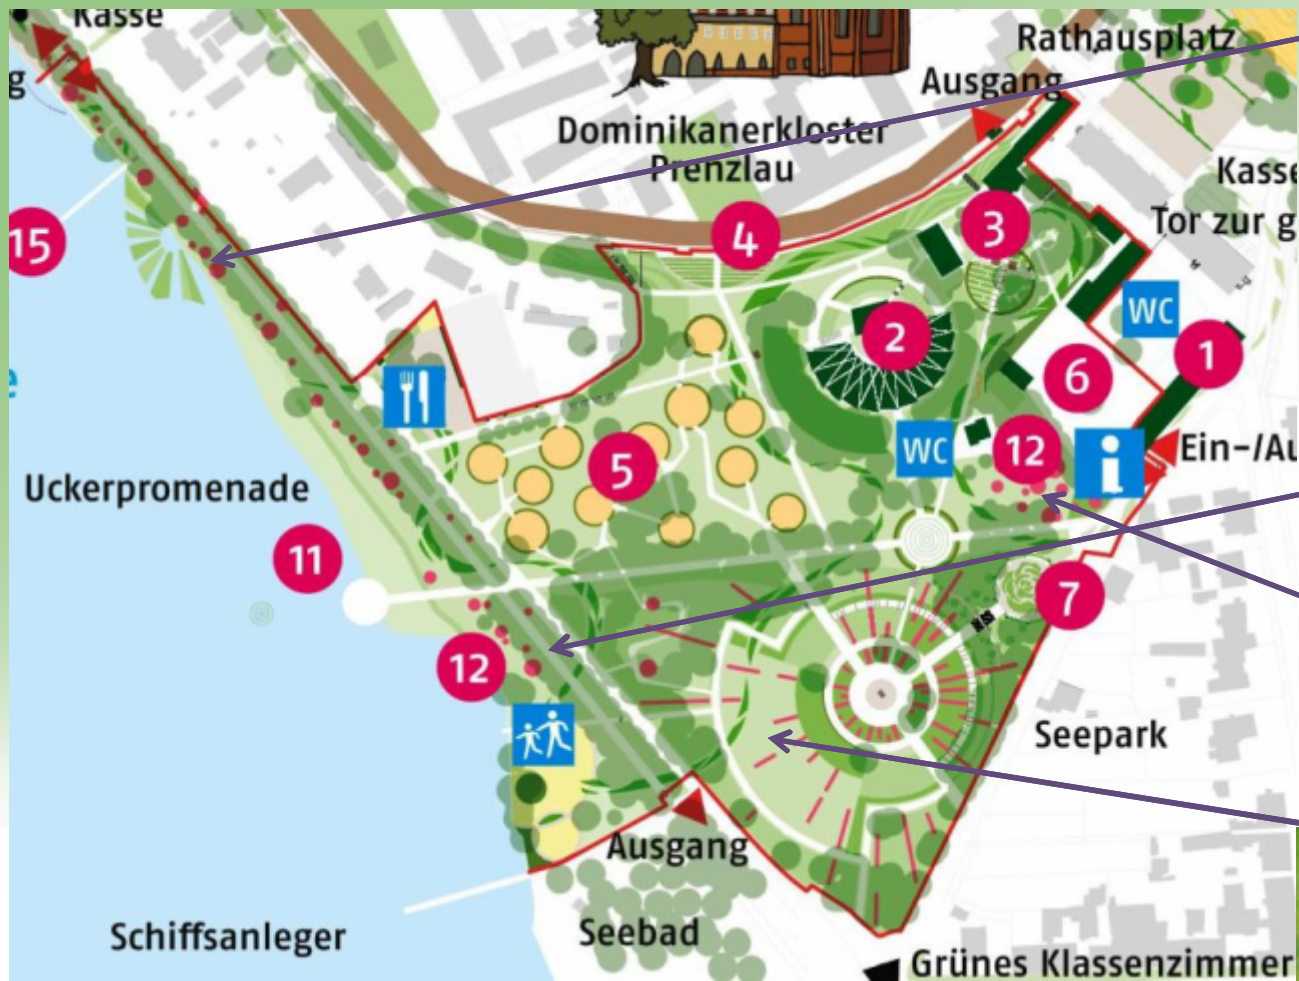 Kasse
Rathausplatz
Ausgang
Dominikanerkloster
Prenzlau
Kasse
Tor zur g
15
4
3
2
WC
1
6
g
e
Uckerpromenade
5
WC
12
i
Ein-/Au
11
7
12
Seepark
Ausgang
Schiffsanleger
Seebad
Grünes Klassenzimmer